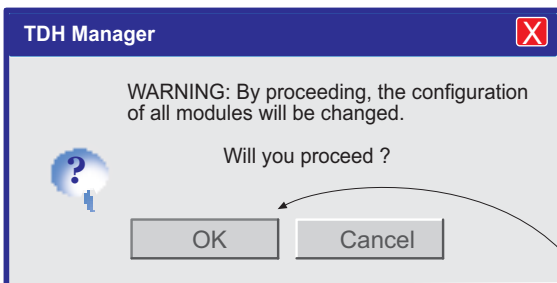 TDH Manager
X
WARNING: By proceeding, the configuration
of all modules will be changed.
Will you proceed ?
?
OK
Cancel